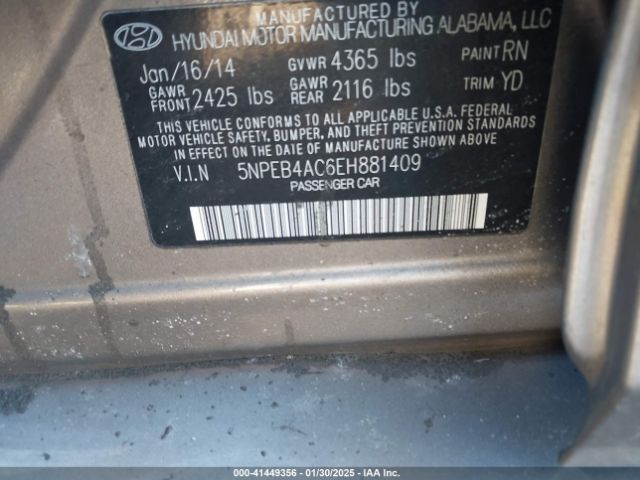 MANUFACTURED BY
HYUNDAI MOTOR MANUFACTURING ALABAMA, LLC
Jan/16/14 GVWR 4365 lbs PAINT RN
GAWR FRONT 2425 lbs GAWR REAR 2116 lbs TRIM YD
THIS VEHICLE CONFORMS TO ALL APPLICABLE U.S.A. FEDERAL
MOTOR VEHICLE SAFETY, BUMPER, AND THEFT PREVENTION STANDARDS
IN EFFECT ON THE DATE OF MANUFACTURE SHOWN ABOVE.
V.I.N 5NPEB4AC6EH881409
PASSENGER CAR
000-41449356 - 01/30/2025 - IAA Inc.